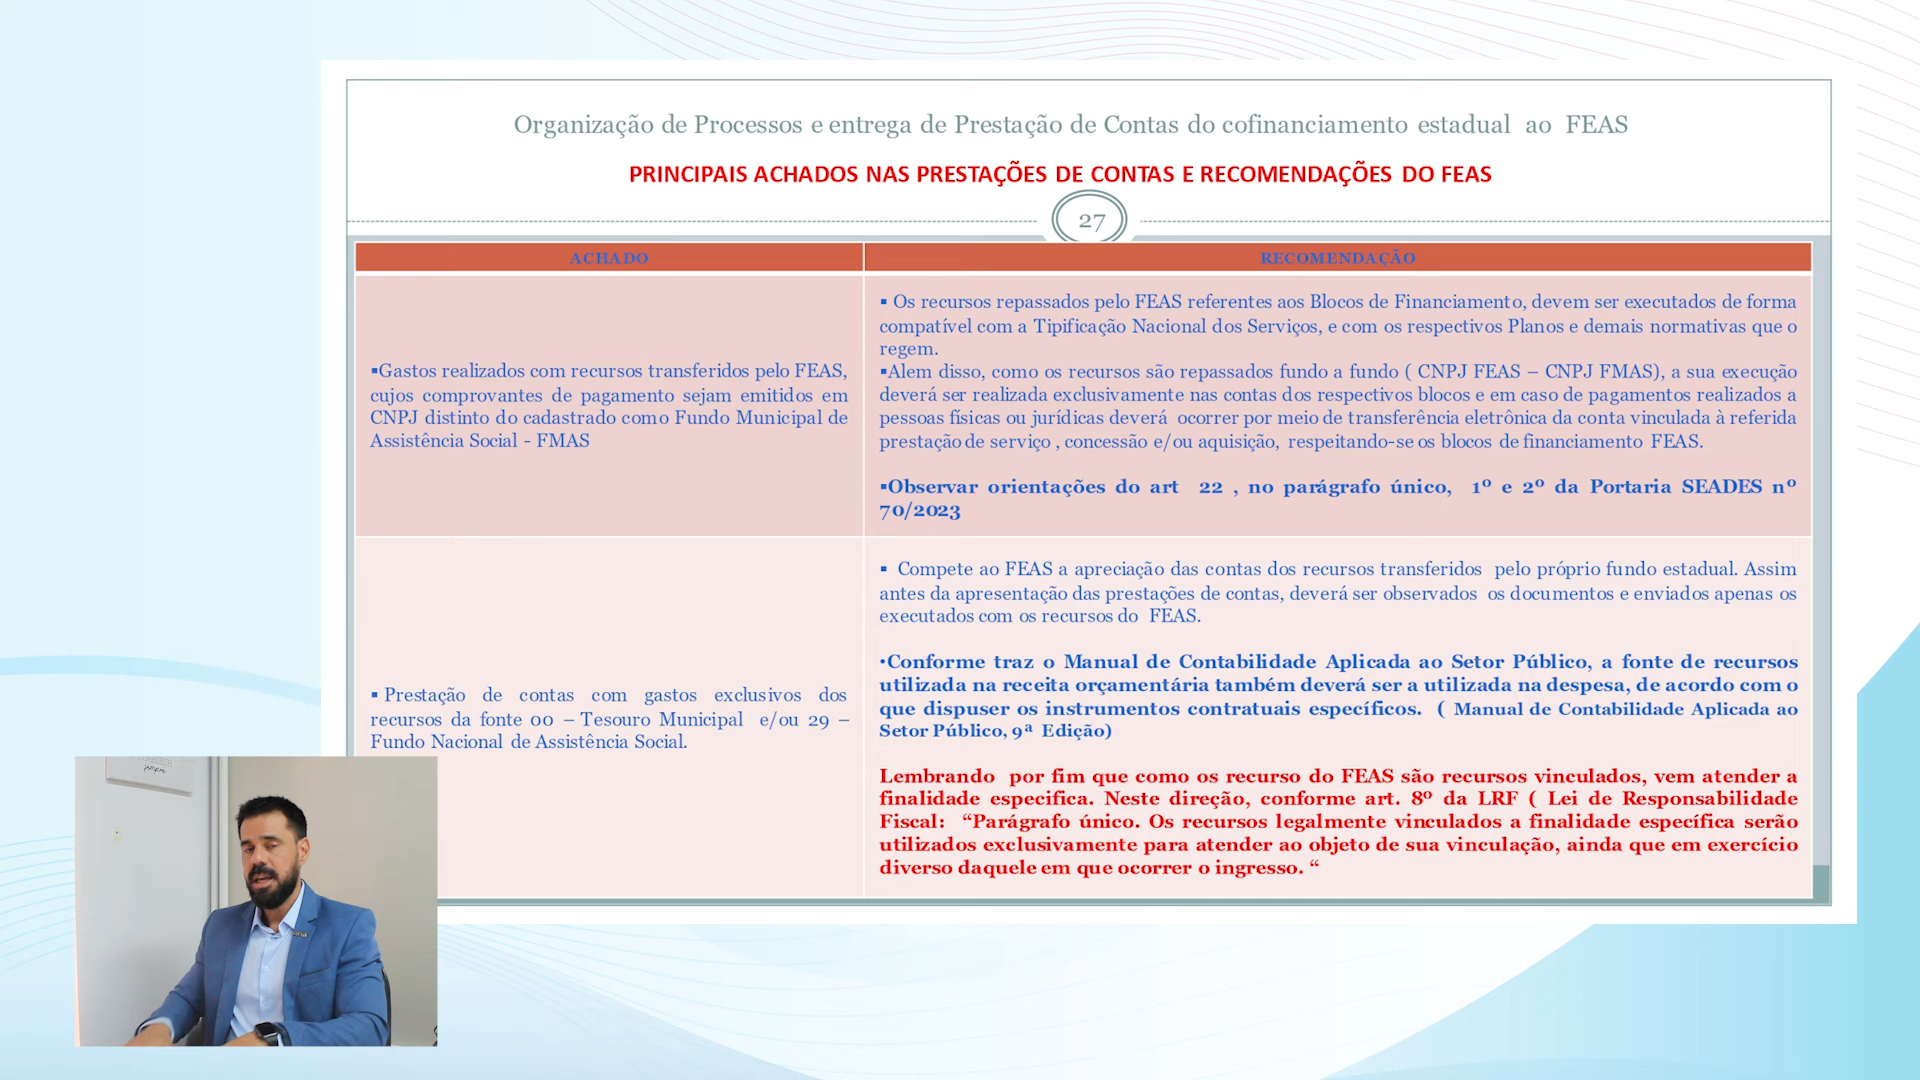 Organização de Processos e entrega de Prestação de Contas do cofinanciamento estadual ao FEAS
PRINCIPAIS ACHADOS NAS PRESTAÇÕES DE CONTAS E RECOMENDAÇÕES DO FEAS
27
ACHADO
RECOMENDAÇÃO
▪Gastos realizados com recursos transferidos pelo FEAS,
cujos comprovantes de pagamento sejam emitidos em
CNPJ distinto do cadastrado como Fundo Municipal de
Assistência Social - FMAS
▪ Os recursos repassados pelo FEAS referentes aos Blocos de Financiamento, devem ser executados de forma
compatível com a Tipificação Nacional dos Serviços, e com os respectivos Planos e demais normativas que o
regem.
▪Alem disso, como os recursos são repassados fundo a fundo ( CNPJ FEAS – CNPJ FMAS), a sua execução
deverá ser realizada exclusivamente nas contas dos respectivos blocos e em caso de pagamentos realizados a
pessoas físicas ou jurídicas deverá ocorrer por meio de transferência eletrônica da conta vinculada à referida
prestação de serviço , concessão e/ou aquisição, respeitando-se os blocos de financiamento FEAS.
▪Observar orientações do art 22 , no parágrafo único, 1º e 2º da Portaria SEADES nº
70/2023
▪ Prestação de contas com gastos exclusivos dos
recursos da fonte 00 – Tesouro Municipal e/ou 29 –
Fundo Nacional de Assistência Social.
▪ Compete ao FEAS a apreciação das contas dos recursos transferidos pelo próprio fundo estadual. Assim
antes da apresentação das prestações de contas, deverá ser observados os documentos e enviados apenas os
executados com os recursos do FEAS.
•Conforme traz o Manual de Contabilidade Aplicada ao Setor Público, a fonte de recursos
utilizada na receita orçamentária também deverá ser a utilizada na despesa, de acordo com o
que dispuser os instrumentos contratuais específicos. ( Manual de Contabilidade Aplicada ao
Setor Público, 9ª Edição)
Lembrando por fim que como os recurso do FEAS são recursos vinculados, vem atender a
finalidade especifica. Neste direção, conforme art. 8º da LRF ( Lei de Responsabilidade
Fiscal: “Parágrafo único. Os recursos legalmente vinculados a finalidade específica serão
utilizados exclusivamente para atender ao objeto de sua vinculação, ainda que em exercício
diverso daquele em que ocorrer o ingresso. “
sempre